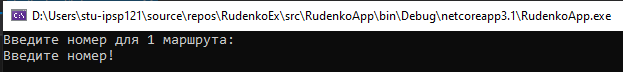 D:\Users\stu-ipsp121\source\repos\RudenkoEx\src\RudenkoApp\bin\Debug\netcoreapp3.1\RudenkoApp.exe
Введите номер для 1 маршрута:
Введите номер!